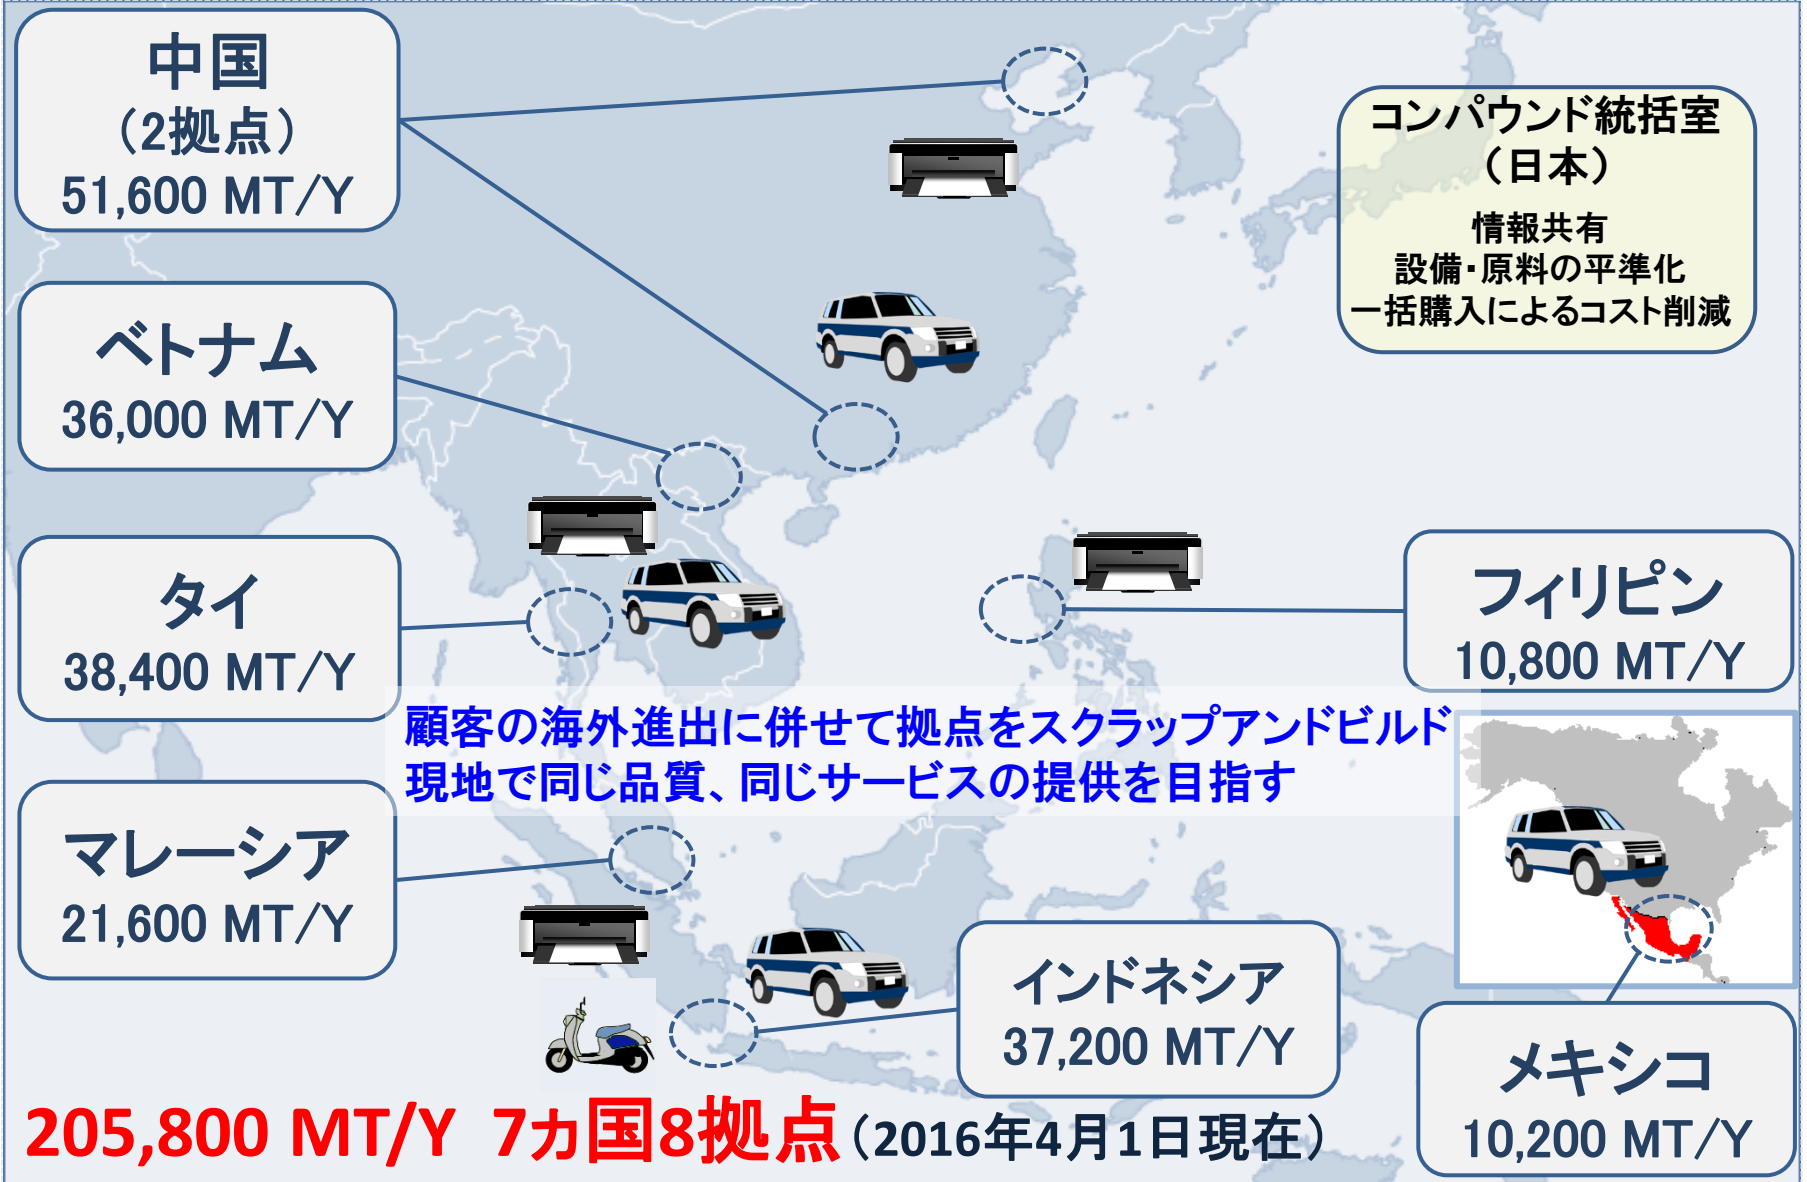 中国
（2拠点）
51,600 MT/Y
コンパウンド統括室
（日本）
情報共有
設備・原料の平準化
一括購入によるコスト削減
ベトナム
36,000 MT/Y
タイ
38,400 MT/Y
フィリピン
10,800 MT/Y
顧客の海外進出に併せて拠点をスクラップアンドビルド
現地で同じ品質、同じサービスの提供を目指す
マレーシア
21,600 MT/Y
インドネシア
37,200 MT/Y
メキシコ
10,200 MT/Y
205,800 MT/Y 7カ国8拠点（2016年4月1日現在）